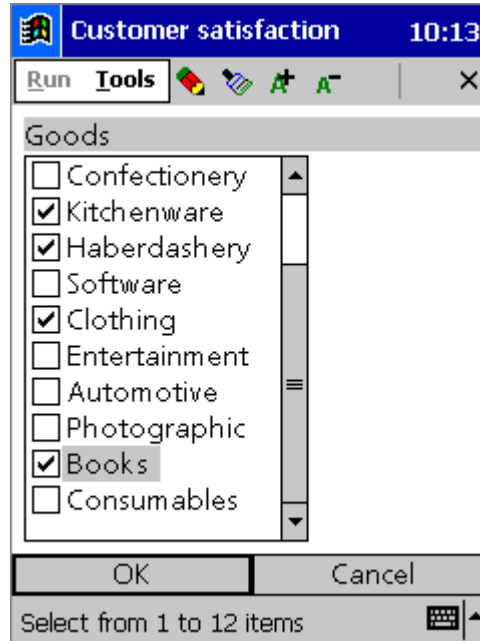 Customer satisfaction 10:13
Run Tools A+ A-
Goods
Confectionery
Kitchenware
Haberdashery
Software
Clothing
Entertainment
Automotive
Photographic
Books
Consumables
OK Cancel
Select from 1 to 12 items